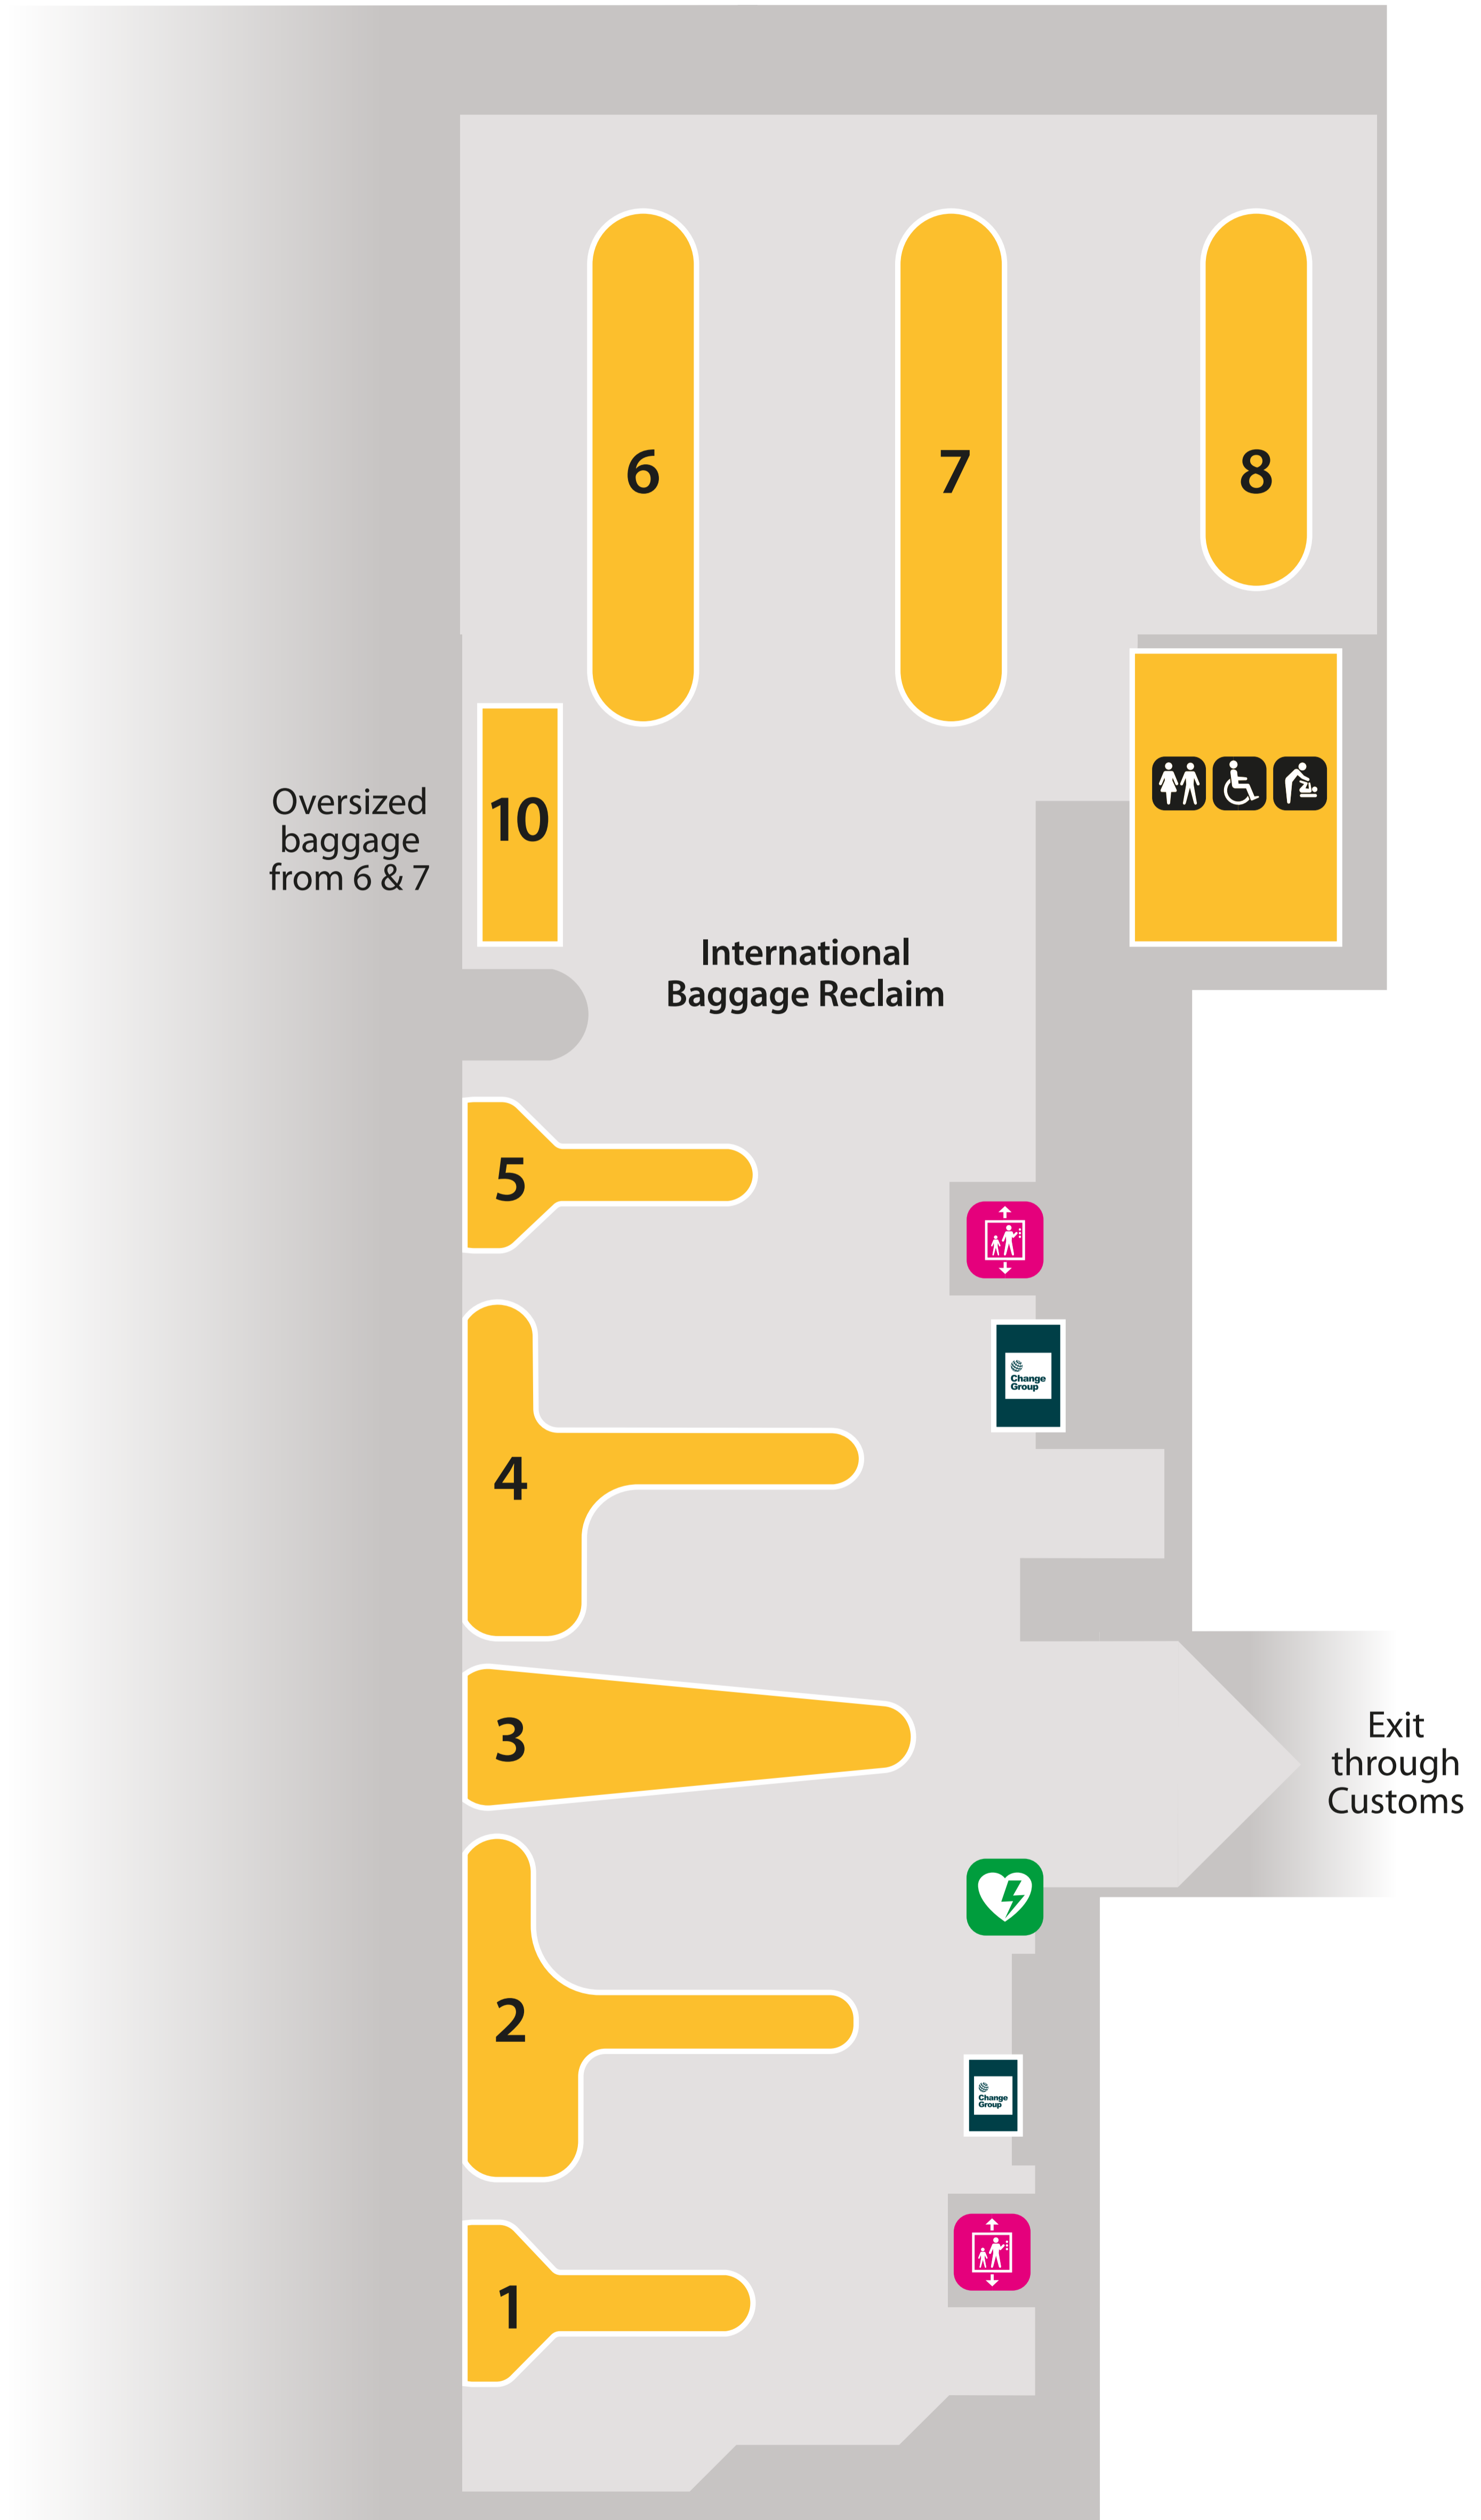 6
7
8
10
Oversized
baggage
from 6 & 7
International
Baggage Reclaim
5
Change
Group
4
3
Exit
through
Customs
2
Change
Group
1